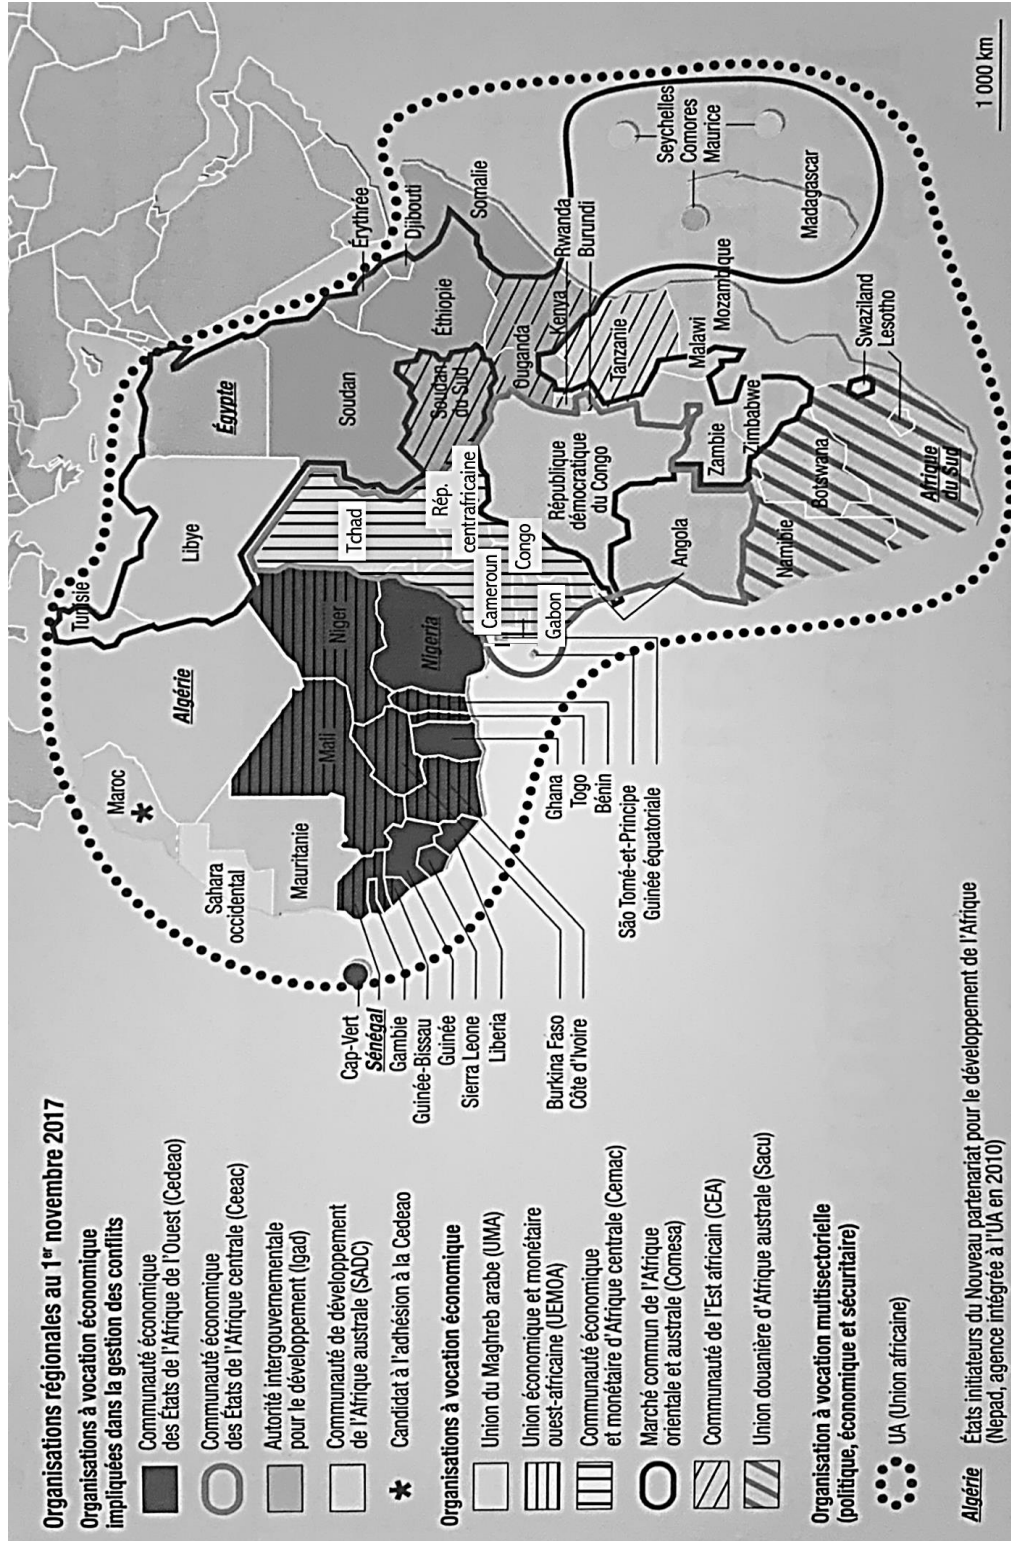 Organisations régionales au 1er novembre 2017
Organisations à vocation économique
impliquées dans la gestion des conflits
Communauté économique
des États de l'Afrique de l'Ouest (Cedeao)
Communauté économique
des États de l'Afrique centrale (Ceeac)
Autorité intergouvernementale
pour le développement (Igad)
Communauté de développement
de l'Afrique australe (SADC)
* Candidat à l'adhésion à la Cedeao
Organisations à vocation économique
Union du Maghreb arabe (UMA)
Union économique et monétaire
ouest-africaine (UEMOA)
Communauté économique
et monétaire d'Afrique centrale (Cemac)
Marché commun de l'Afrique
orientale et australe (Comesa)
Communauté de l'Est africain (CEA)
Union douanière d'Afrique australe (Sacu)
Organisation à vocation multisectorielle
(politique, économique et sécuritaire)
UA (Union africaine)
Algérie États initiateurs du Nouveau partenariat pour le développement de l'Afrique
(Nepad, agence intégrée à l'UA en 2010)
Tunisie
Maroc
*
Algérie
Libye
Égypte
Sahara
occidental
Mauritanie
Mali
Niger
Tchad
Soudan
Érythrée
Djibouti
Cap-Vert
Sénégal
Gambie
Guinée-Bissau
Guinée
Sierra Leone
Liberia
Burkina Faso
Côte d'Ivoire
Ghana
Togo
Bénin
São Tomé-et-Principe
Guinée équatoriale
Nigeria
Cameroun
Rép.
centrafricaine
Soudan
du Sud
Éthiopie
Somalie
Gabon
Congo
République
démocratique
du Congo
Ouganda
Kenya
Rwanda
Burundi
Tanzanie
Angola
Zambie
Malawi
Mozambique
Zimbabwe
Namibie
Botswana
Afrique
du Sud
Swaziland
Lesotho
Madagascar
Seychelles
Comores
Maurice
1 000 km